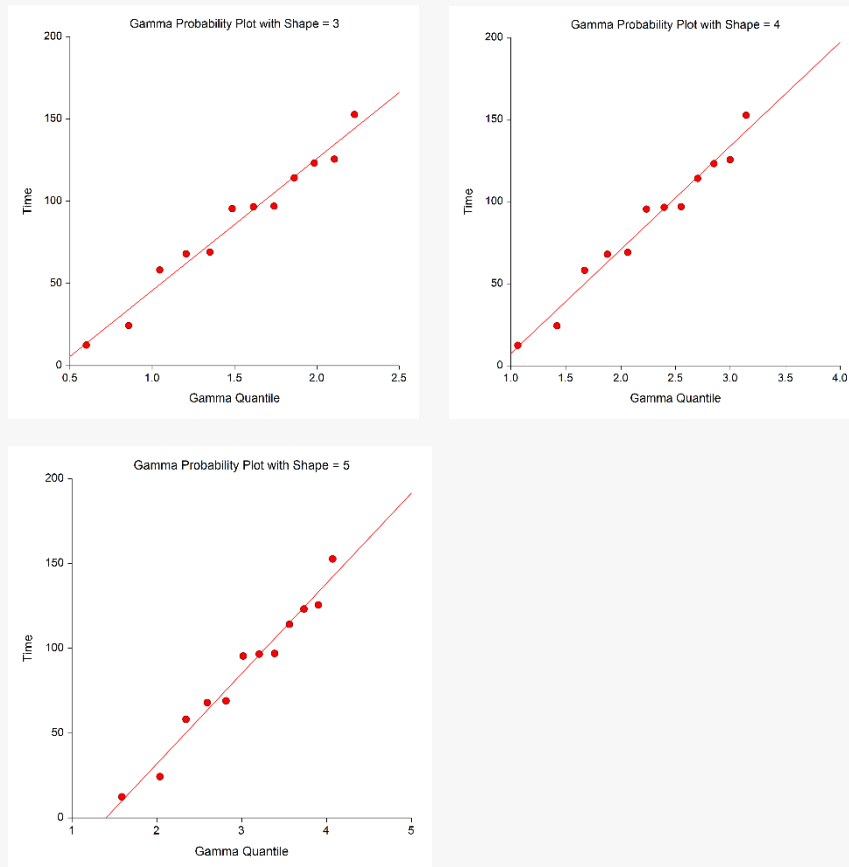 Gamma Probability Plot with Shape = 3
200
150
100
50
0
Time
0.5 1.0 1.5 2.0 2.5
Gamma Quantile
Gamma Probability Plot with Shape = 4
200
150
100
50
0
Time
1.0 1.5 2.0 2.5 3.0 3.5 4.0
Gamma Quantile
Gamma Probability Plot with Shape = 5
200
150
100
50
0
Time
1 2 3 4 5
Gamma Quantile